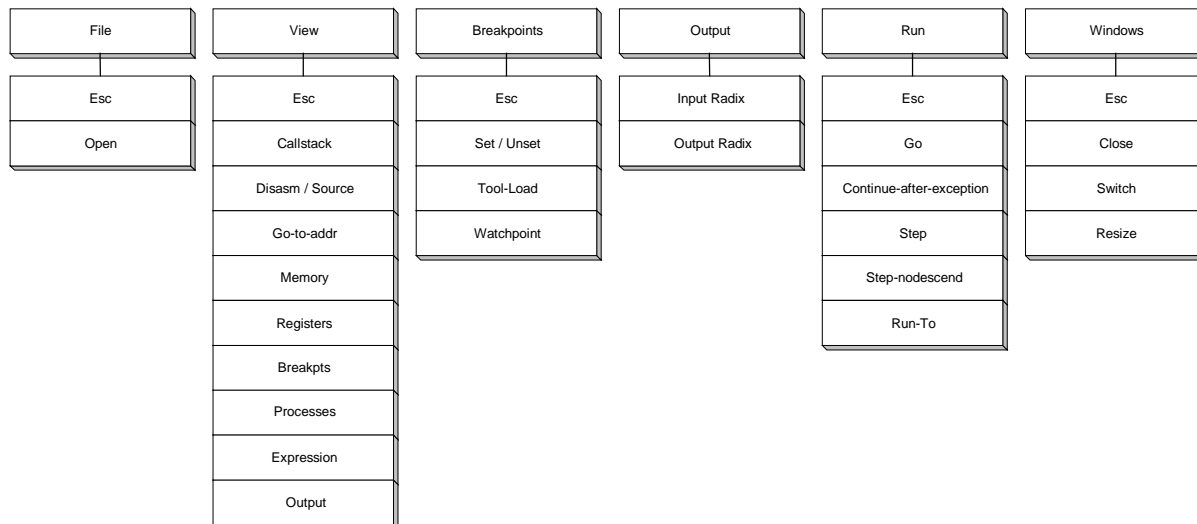 File
Esc
Open
View
Esc
Callstack
Disasm / Source
Go-to-addr
Memory
Registers
Breakpts
Processes
Expression
Output
Breakpoints
Esc
Set / Unset
Tool-Load
Watchpoint
Output
Input Radix
Output Radix
Run
Esc
Go
Continue-after-exception
Step
Step-nodescend
Run-To
Windows
Esc
Close
Switch
Resize